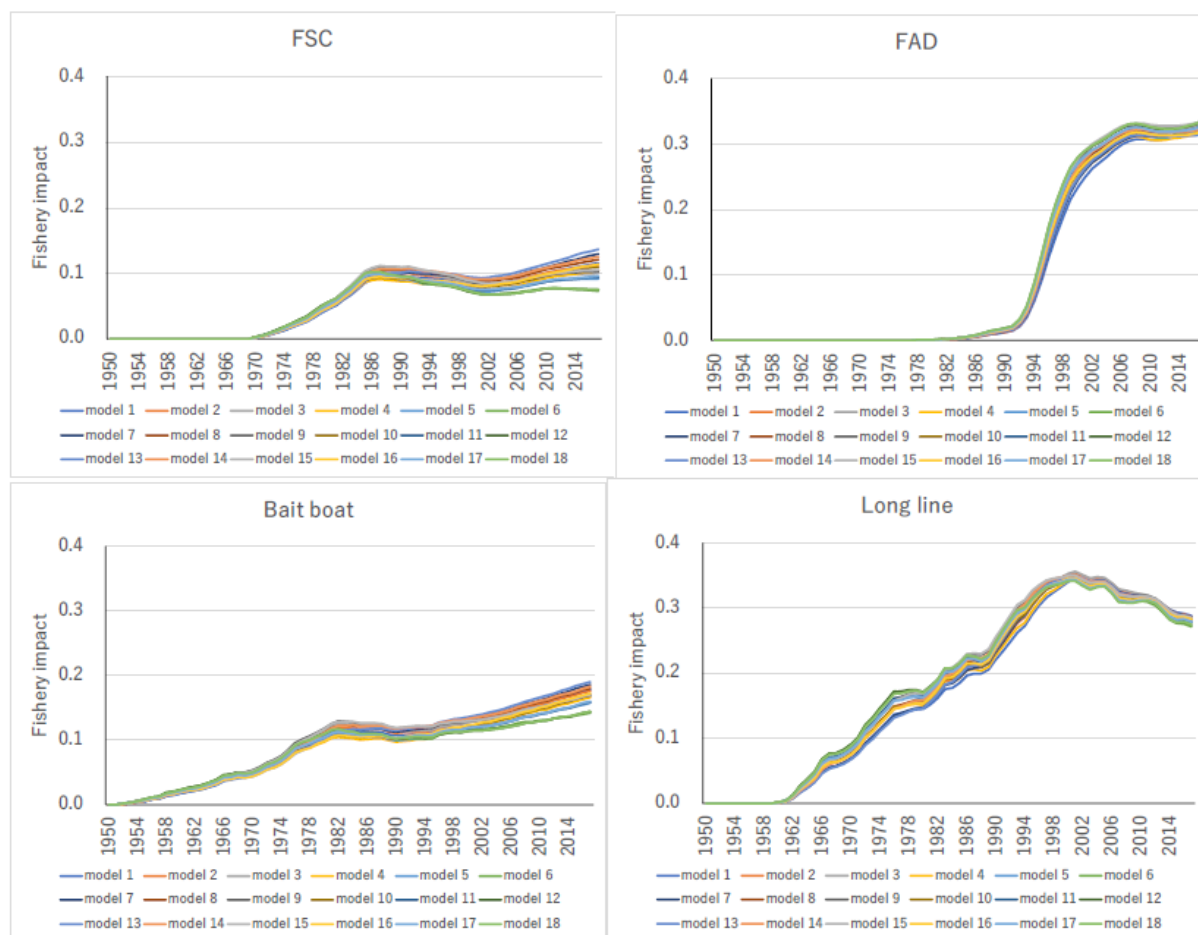 FSC
0.4
0.3
0.2
0.1
0.0
Fishery impact
1950 1954 1958 1962 1966 1970 1974 1978 1982 1986 1990 1994 1998 2002 2006 2010 2014
model 1 model 2 model 3 model 4 model 5 model 6
model 7 model 8 model 9 model 10 model 11 model 12
model 13 model 14 model 15 model 16 model 17 model 18
FAD
0.4
0.3
0.2
0.1
0.0
Fishery impact
1950 1954 1958 1962 1966 1970 1974 1978 1982 1986 1990 1994 1998 2002 2006 2010 2014
model 1 model 2 model 3 model 4 model 5 model 6
model 7 model 8 model 9 model 10 model 11 model 12
model 13 model 14 model 15 model 16 model 17 model 18
Bait boat
0.4
0.3
0.2
0.1
0.0
Fishery impact
1950 1954 1958 1962 1966 1970 1974 1978 1982 1986 1990 1994 1998 2002 2006 2010 2014
model 1 model 2 model 3 model 4 model 5 model 6
model 7 model 8 model 9 model 10 model 11 model 12
model 13 model 14 model 15 model 16 model 17 model 18
Long line
0.4
0.3
0.2
0.1
0.0
Fishery impact
1950 1954 1958 1962 1966 1970 1974 1978 1982 1986 1990 1994 1998 2002 2006 2010 2014
model 1 model 2 model 3 model 4 model 5 model 6
model 7 model 8 model 9 model 10 model 11 model 12
model 13 model 14 model 15 model 16 model 17 model 18